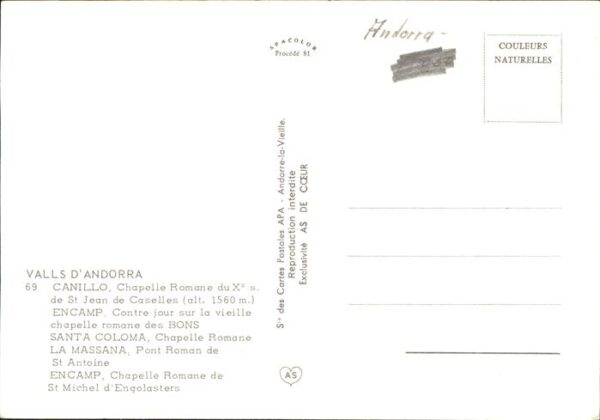 SPACOLOR
Procédé 81
Andorra -
COULEURS
NATURELLES
Sté des Cartes Postales APA - Andorre-la-Vieille.
Reproduction interdite
Exclusivité AS DE CŒUR
VALLS D'ANDORRA
69 - CANILLO, Chapelle Romane du Xe s.
de St Jean de Caselles (alt. 1560 m.)
ENCAMP. Contre jour sur la vieille
chapelle romane des BONS
SANTA COLOMA, Chapelle Romane
LA MASSANA, Pont Roman de
St Antoine
ENCAMP, Chapelle Romane de
St Michel d'Engolasters
AS